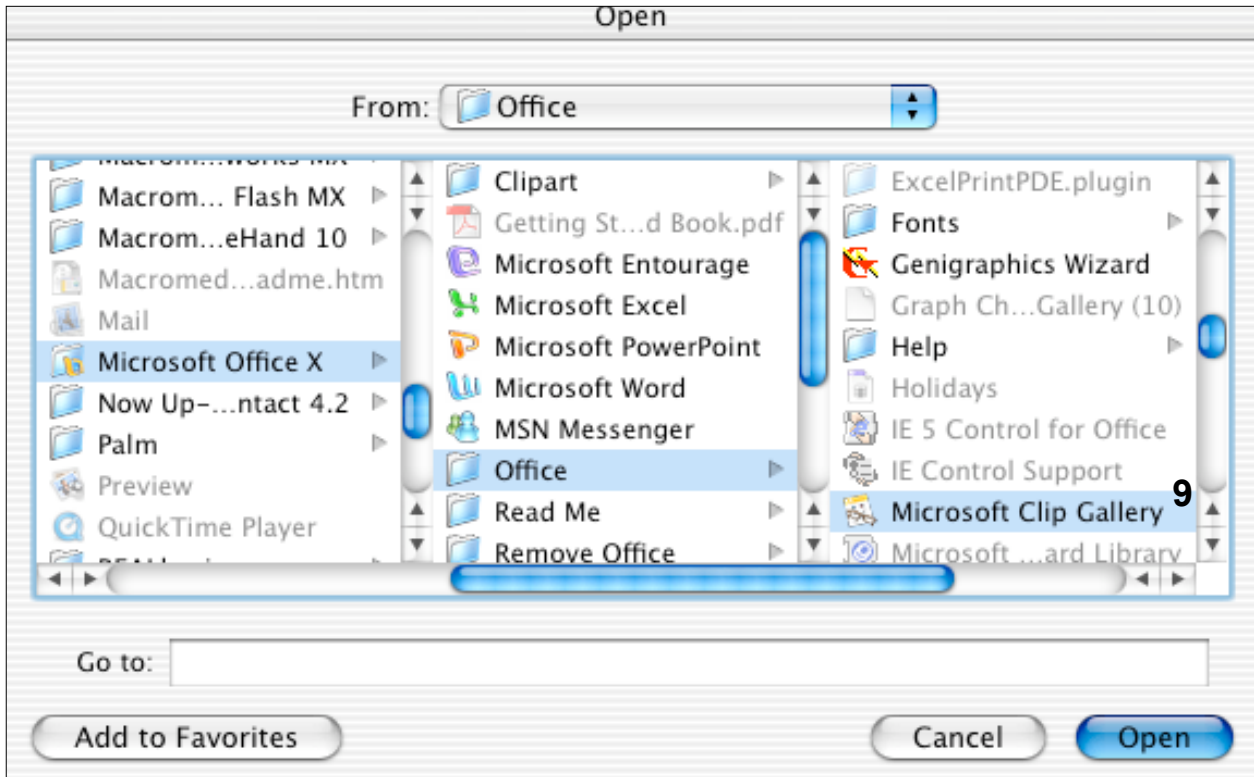 Open
From: Office
Macrom...works MX
Macrom... Flash MX
Macrom...eHand 10
Macromed...adme.htm
Mail
Microsoft Office X
Now Up-...ntact 4.2
Palm
Preview
QuickTime Player
Clipart
Getting St...d Book.pdf
Microsoft Entourage
Microsoft Excel
Microsoft PowerPoint
Microsoft Word
MSN Messenger
Office
Read Me
Remove Office
ExcelPrintPDE.plugin
Fonts
Genigraphics Wizard
Graph Ch...Gallery (10)
Help
Holidays
IE 5 Control for Office
IE Control Support
Microsoft Clip Gallery 9
Microsoft ...ard Library
Go to:
Add to Favorites
Cancel
Open